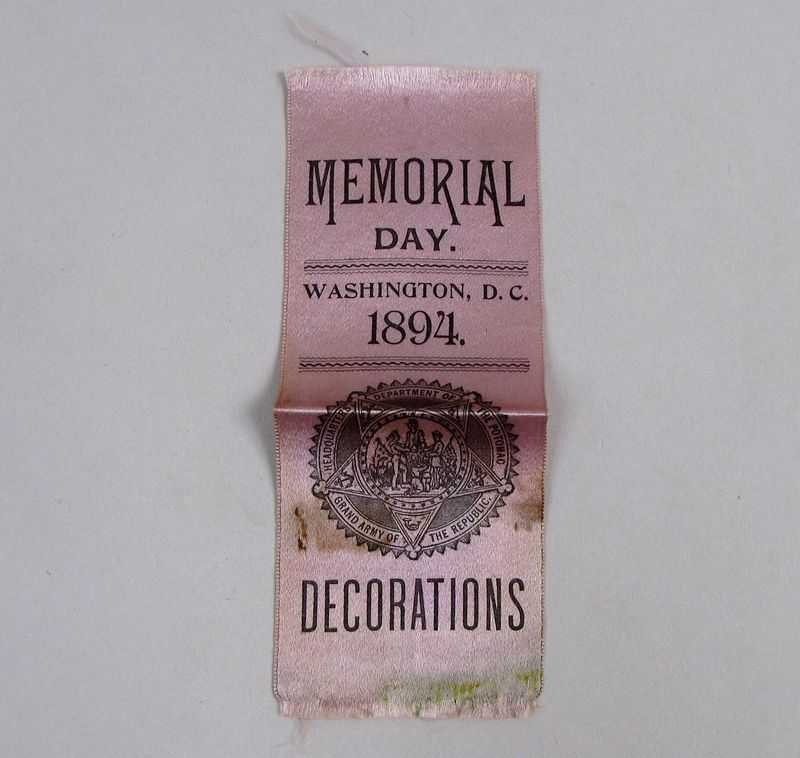 MEMORIAL
DAY.
WASHINGTON, D. C.
1894.
HEADQUARTERS DEPARTMENT OF THE POTOMAC
GRAND ARMY OF THE REPUBLIC.
DECORATIONS